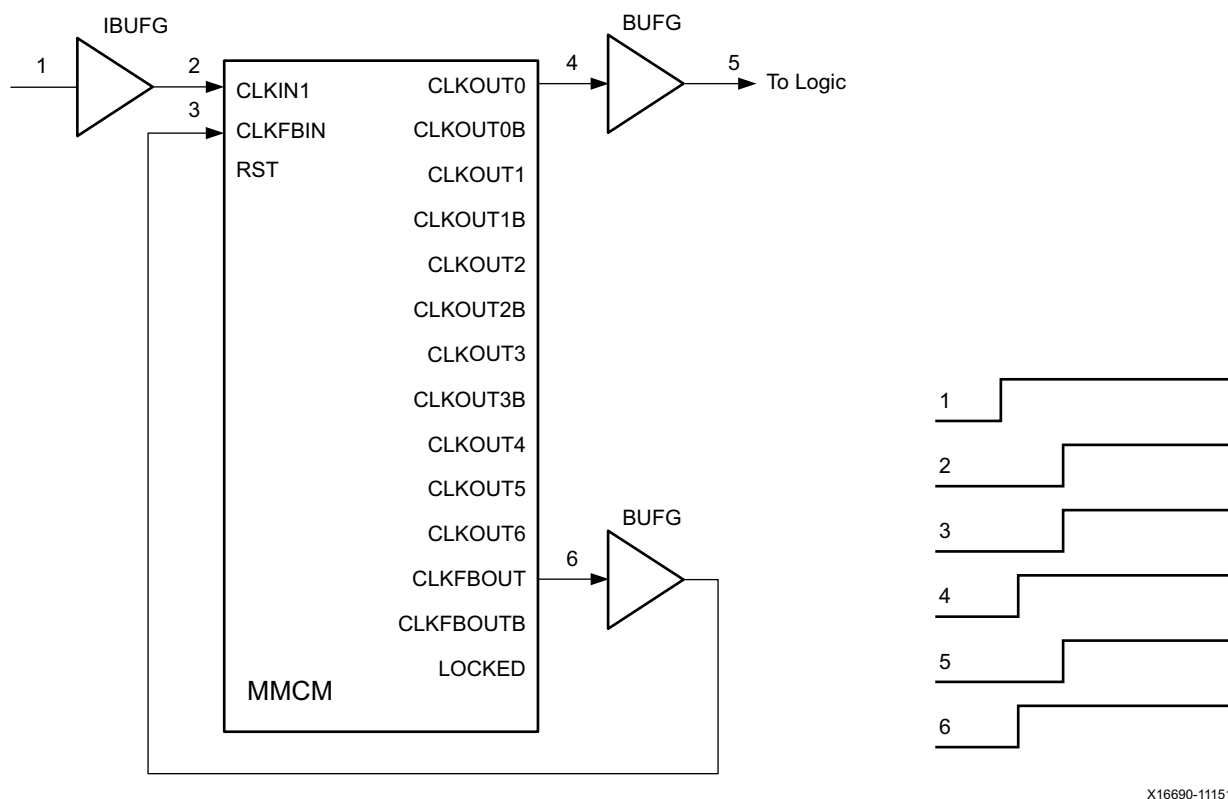 IBUFG
BUFG
1
2
3
4
5
To Logic
CLKIN1
CLKFBIN
RST
CLKOUT0
CLKOUT0B
CLKOUT1
CLKOUT1B
CLKOUT2
CLKOUT2B
CLKOUT3
CLKOUT3B
CLKOUT4
CLKOUT5
CLKOUT6
CLKFBOUT
CLKFBOUTB
LOCKED
MMCM
BUFG
6
1
2
3
4
5
6
X16690-1115